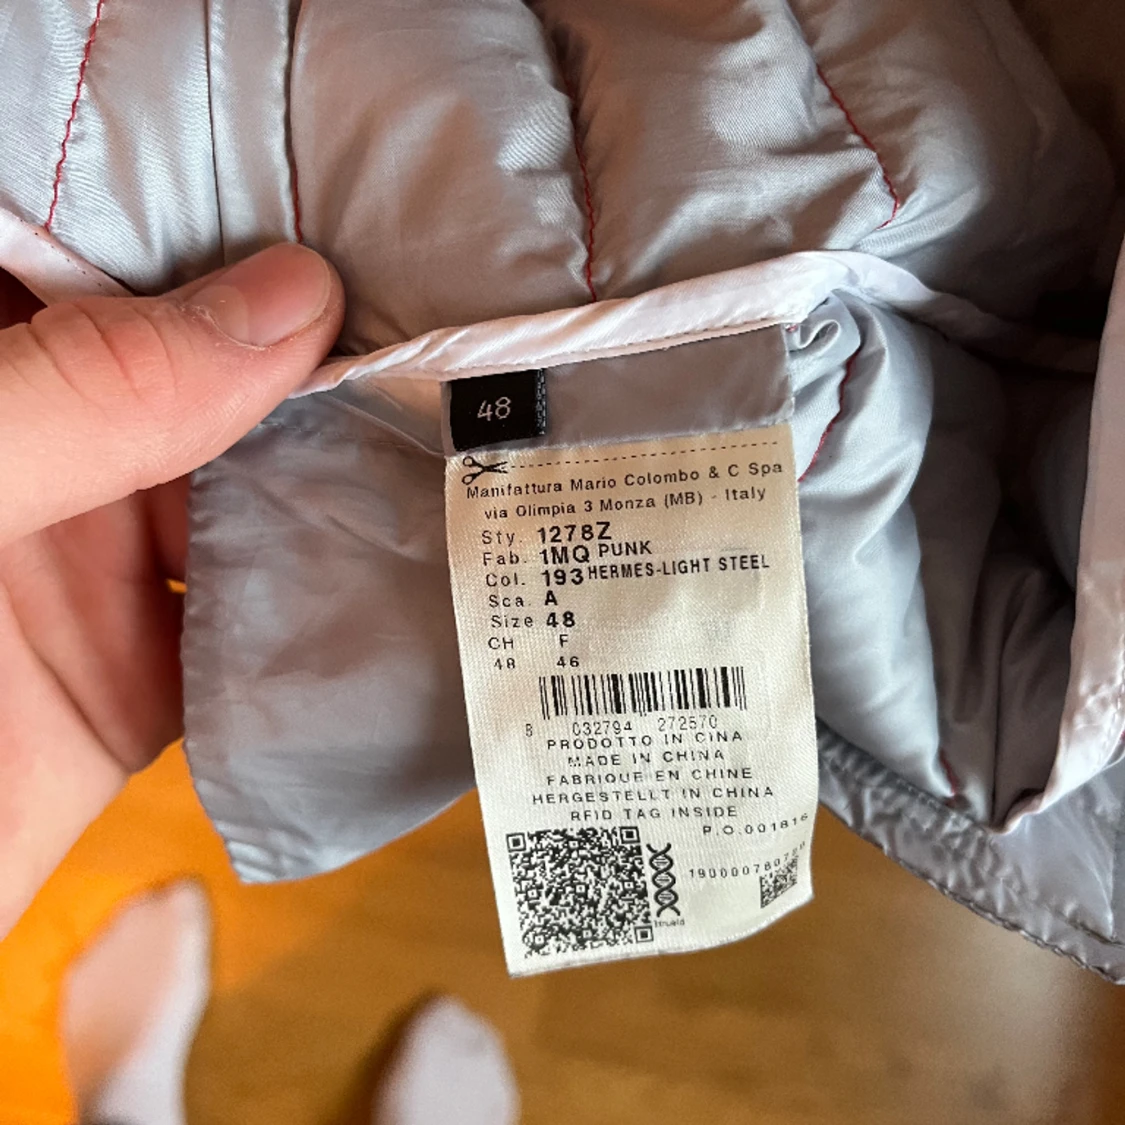 48
Manifattura Mario Colombo & C Spa
via Olimpia 3 Monza (MB) - Italy
Sty. 1278Z
Fab. 1MQ PUNK
Col. 193 HERMES-LIGHT STEEL
Sca. A
Size 48
CH F
48 46
8 032794 272570
PRODOTTO IN CINA
MADE IN CHINA
FABRIQUE EN CHINE
HERGESTELLT IN CHINA
RFID TAG INSIDE
P.O.001816